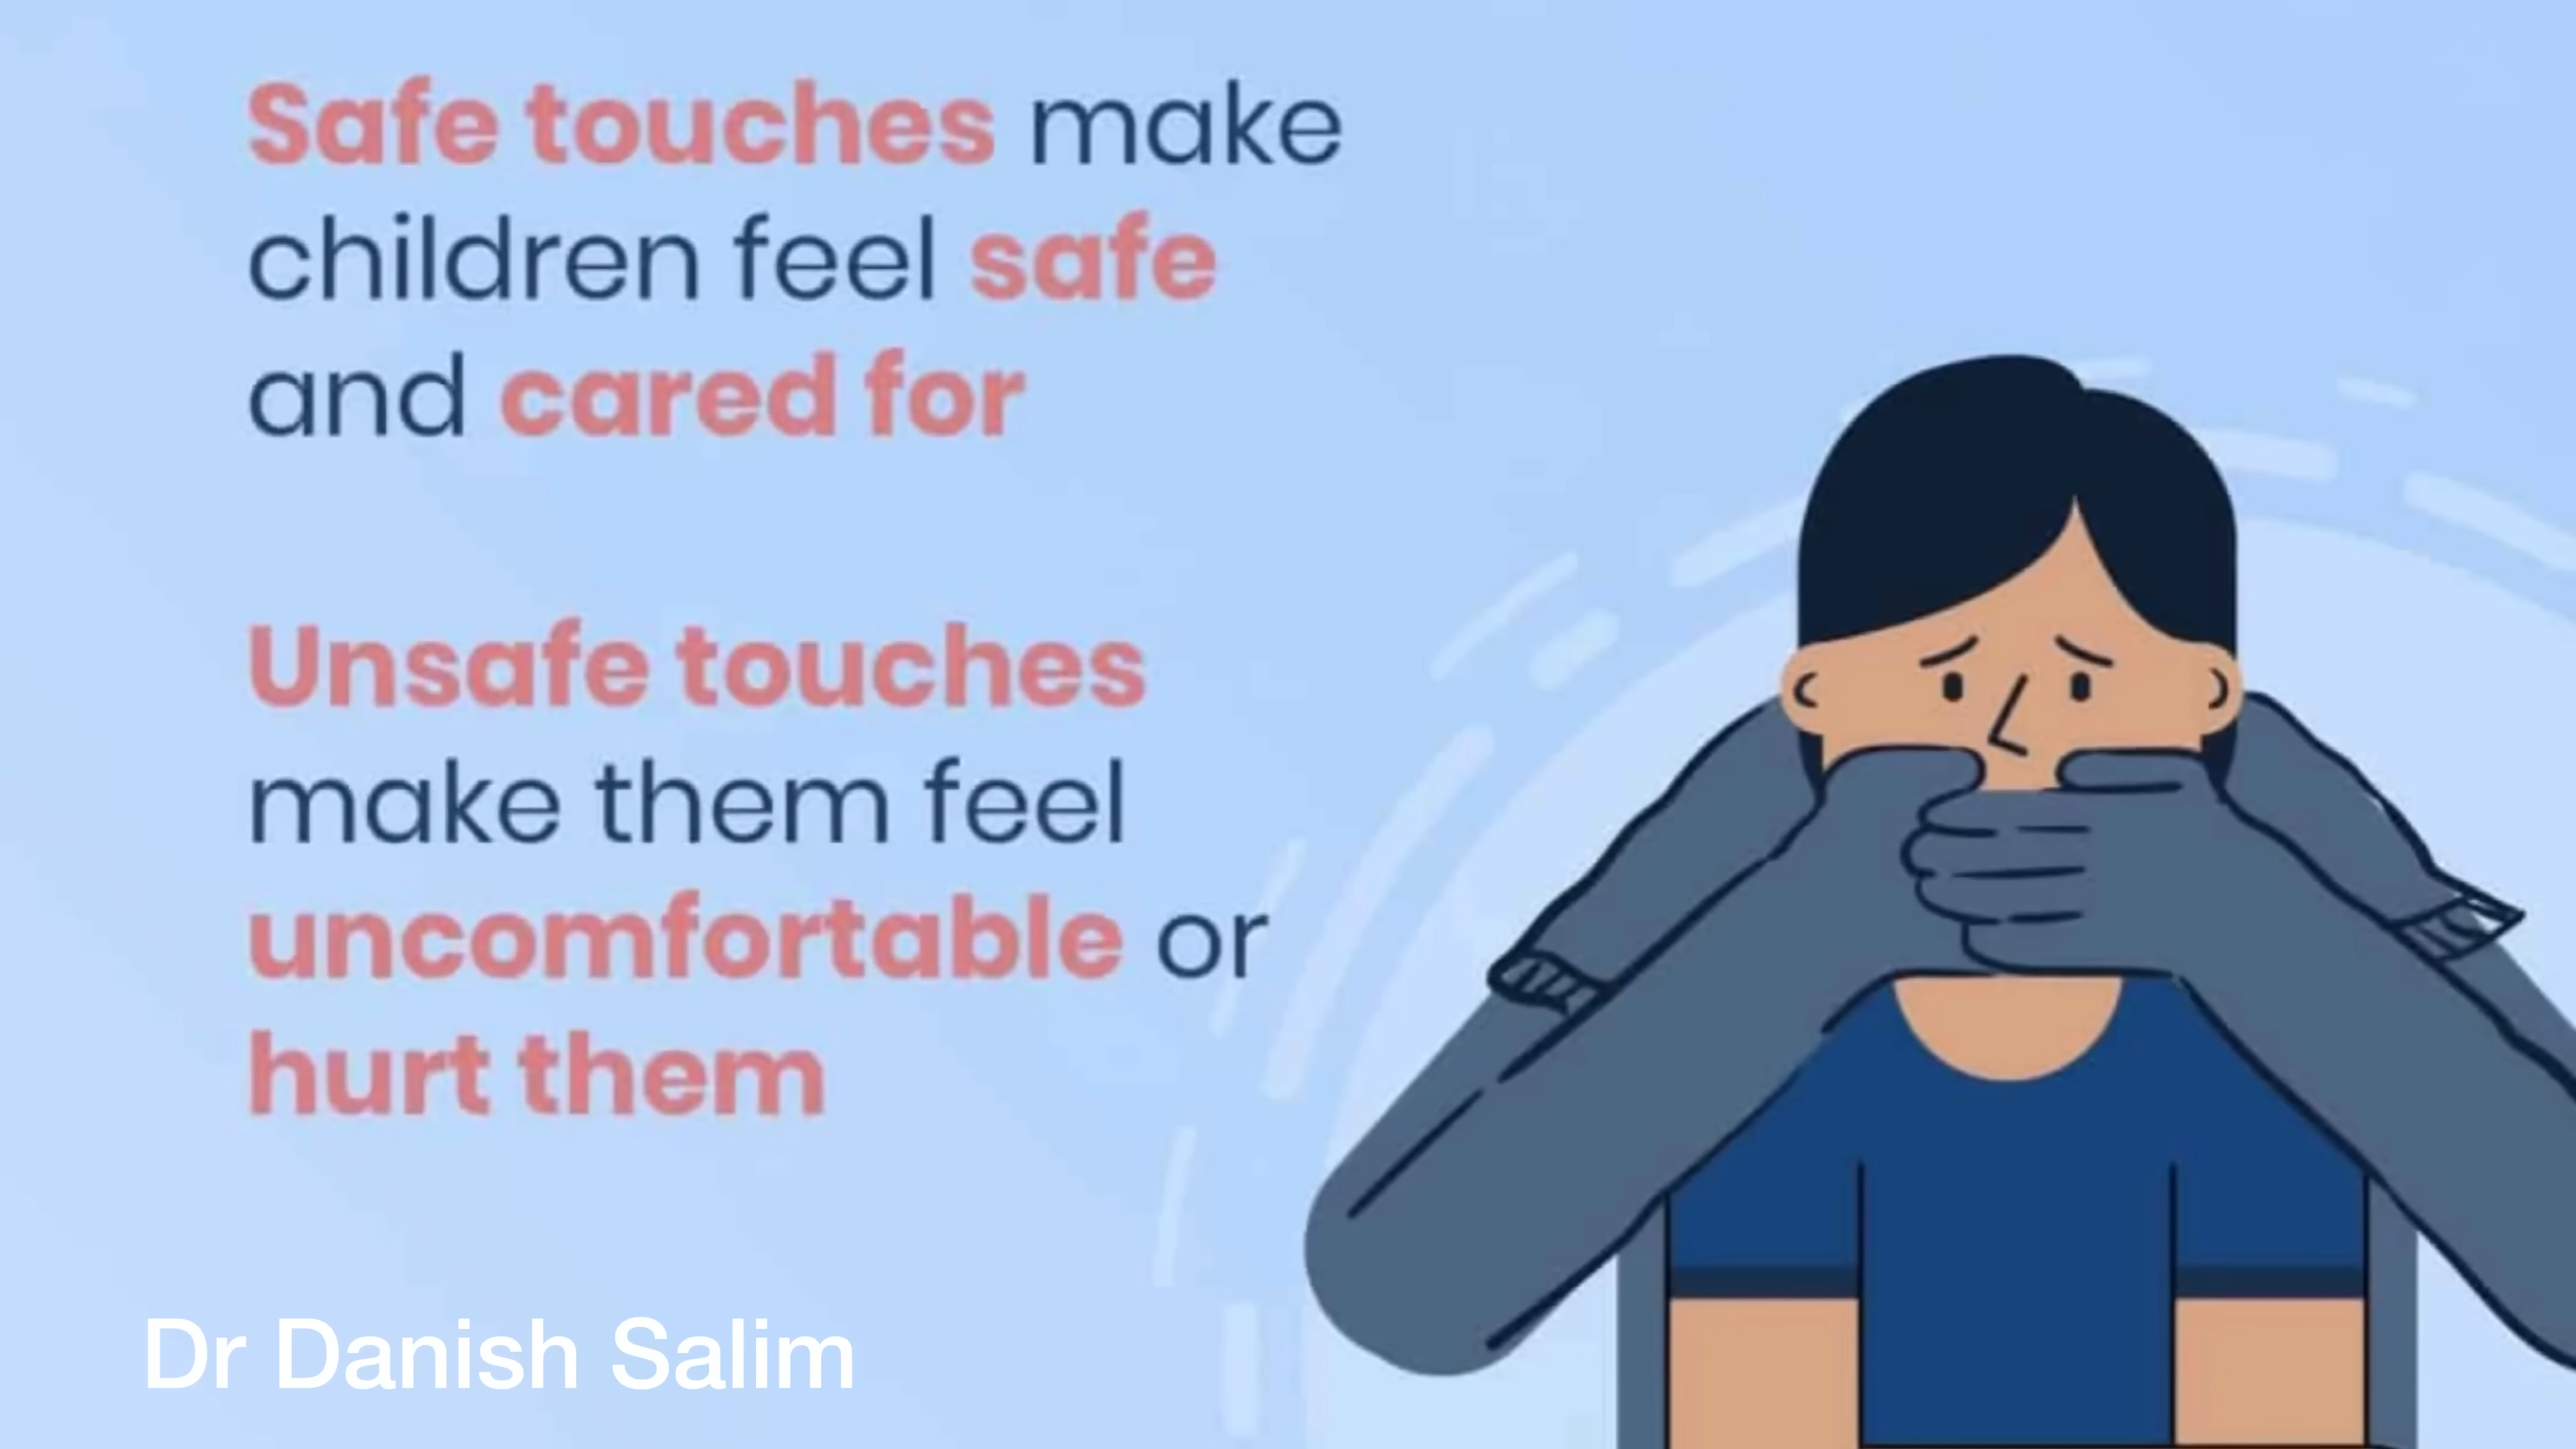 Safe touches make
children feel safe
and cared for
Unsafe touches
make them feel
uncomfortable or
hurt them
Dr Danish Salim